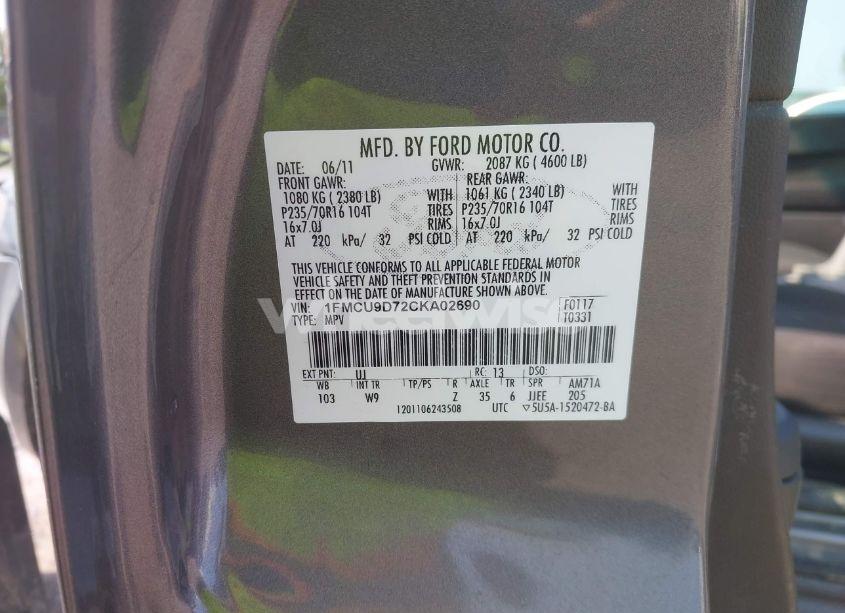 MFD. BY FORD MOTOR CO.
DATE: 06/11 GVWR: 2087 KG ( 4600 LB)
FRONT GAWR: REAR GAWR:
1080 KG ( 2380 LB) WITH 1061 KG ( 2340 LB) WITH
P235/70R16 104T TIRES P235/70R16 104T TIRES
16x7.0J RIMS 16x7.0J RIMS
AT 220 kPa/ 32 PSI COLD AT 220 kPa/ 32 PSI COLD
THIS VEHICLE CONFORMS TO ALL APPLICABLE FEDERAL MOTOR
VEHICLE SAFETY AND THEFT PREVENTION STANDARDS IN
EFFECT ON THE DATE OF MANUFACTURE SHOWN ABOVE.
VIN: 1FMCU9D72CKA02690 F0117
TYPE: MPV T0331
EXT PNT: UJ RC: 13 DSO:
WB INT TR TP/PS R AXLE TR SPR AM71A
103 W9 Z 35 6 JJEE 205
1201106243508 UTC ▽5U5A-1520472-BA